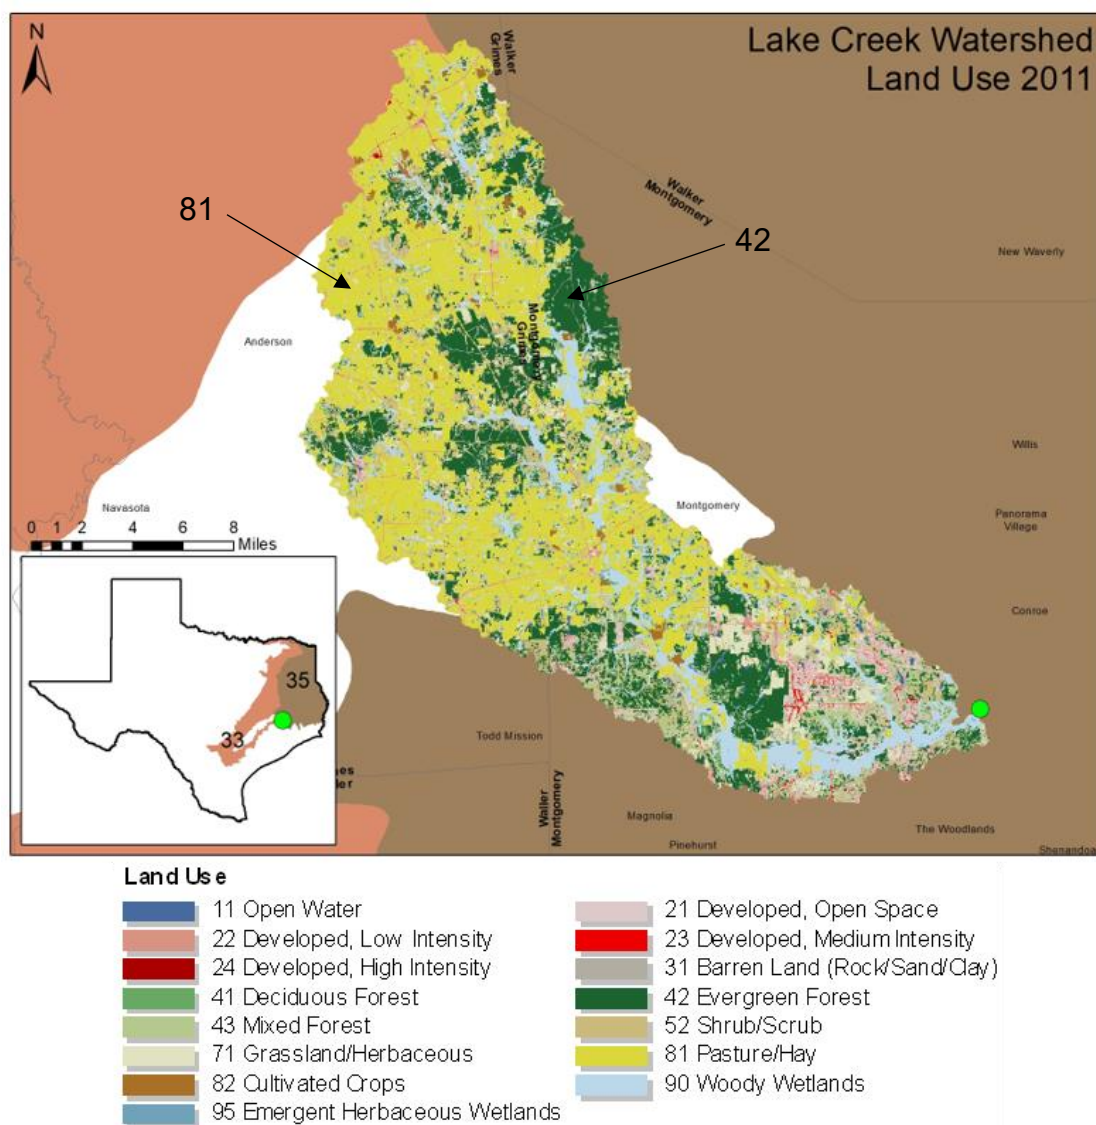 N
Lake Creek Watershed
Land Use 2011
Walker
Grimes
Walker
Montgomery
81
42
New Waverly
Anderson
Montgomery
Grimes
Willis
Navasota
Montgomery
Panorama
Village
0 1 2 4 6 8
Miles
Conroe
35
33
Todd Mission
Waller
Montgomery
Magnolia
The Woodlands
Pinehurst
Shenandoa
Land Use
11 Open Water
21 Developed, Open Space
22 Developed, Low Intensity
23 Developed, Medium Intensity
24 Developed, High Intensity
31 Barren Land (Rock/Sand/Clay)
41 Deciduous Forest
42 Evergreen Forest
43 Mixed Forest
52 Shrub/Scrub
71 Grassland/Herbaceous
81 Pasture/Hay
82 Cultivated Crops
90 Woody Wetlands
95 Emergent Herbaceous Wetlands